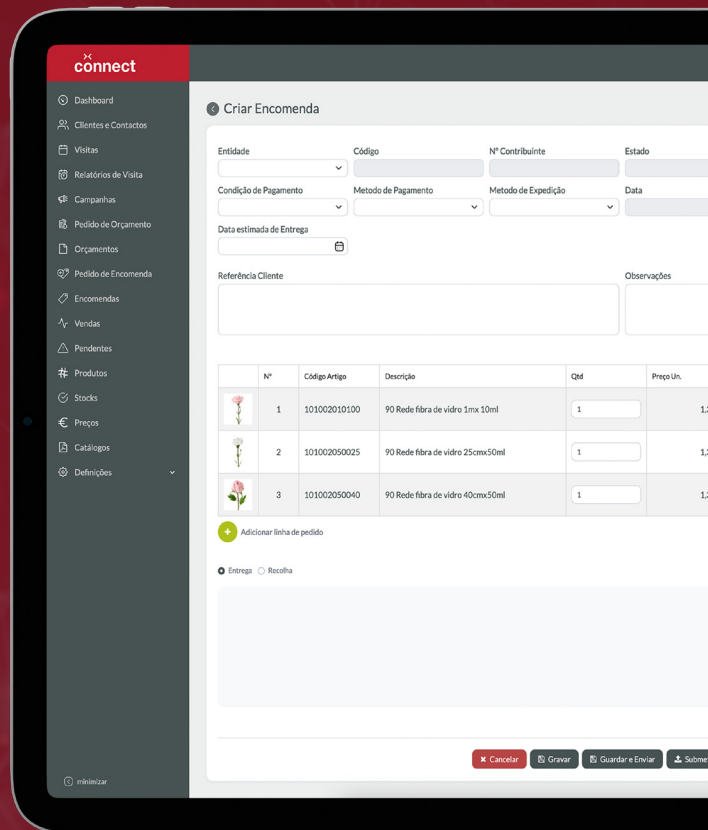 connect
Dashboard
Clientes e Contactos
Visitas
Relatórios de Visita
Campanhas
Pedido de Orçamento
Orçamentos
Pedido de Encomenda
Encomendas
Vendas
Pendentes
Produtos
Stocks
Preços
Catálogos
Definições
minimizar
Criar Encomenda
Entidade Código Nº Contribuinte Estado
Condição de Pagamento Metodo de Pagamento Metodo de Expedição Data
Data estimada de Entrega
Referência Cliente Observações
Nº Código Artigo Descrição Qtd Preço Un.
1 101002010100 90 Rede fibra de vidro 1mx 10ml 1
2 101002050025 90 Rede fibra de vidro 25cmx50ml 1
3 101002050040 90 Rede fibra de vidro 40cmx50ml 1
+ Adicionar linha de pedido
Entrega Recolha
Cancelar Gravar Guardar e Enviar